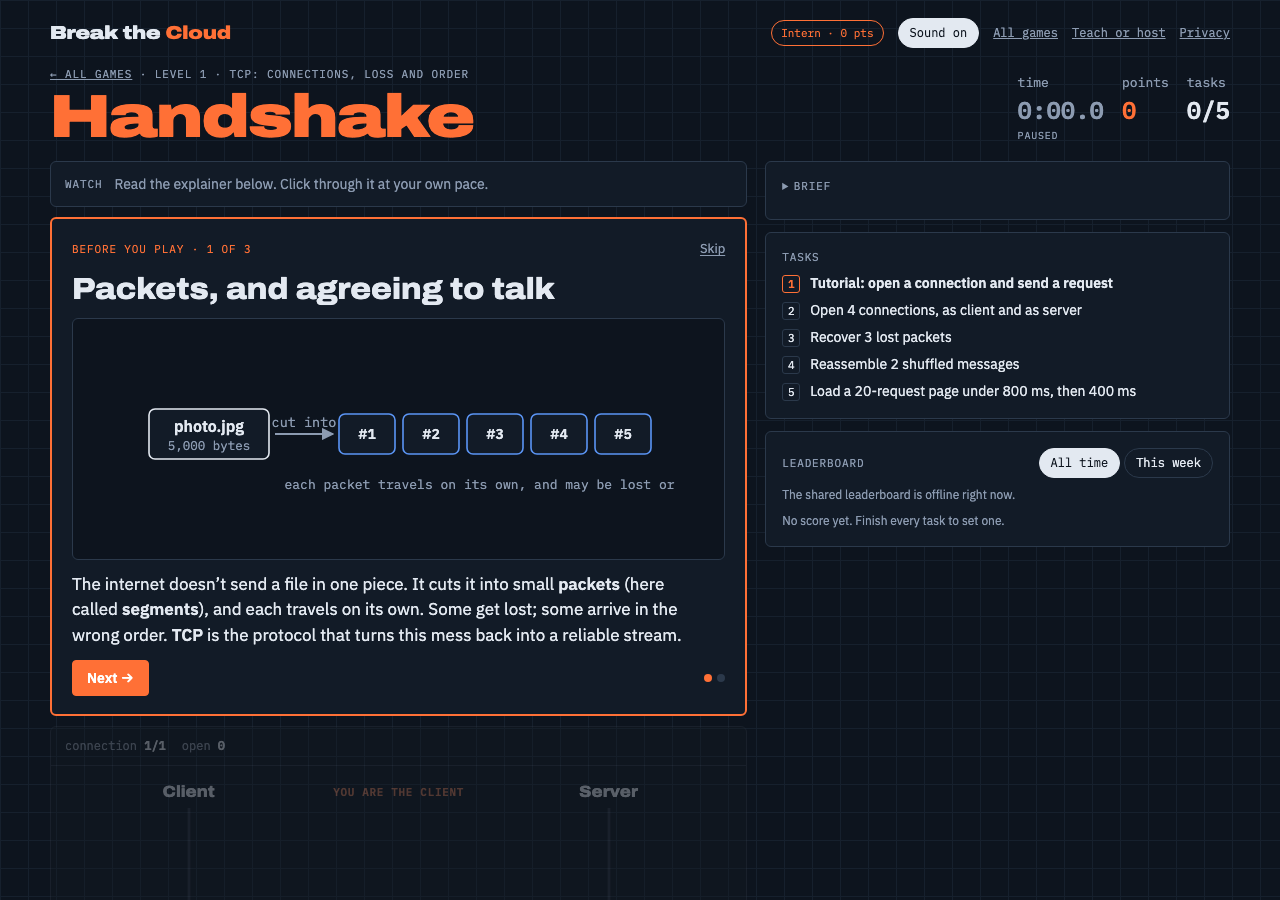 Break the Cloud
Intern · 0 pts
Sound on
All games
Teach or host
Privacy
← ALL GAMES · LEVEL 1 · TCP: CONNECTIONS, LOSS AND ORDER
Handshake
time
points
tasks
0:00.0
0
0/5
PAUSED
WATCH Read the explainer below. Click through it at your own pace.
BEFORE YOU PLAY · 1 OF 3
Skip
Packets, and agreeing to talk
photo.jpg
5,000 bytes
cut into
#1
#2
#3
#4
#5
each packet travels on its own, and may be lost or
The internet doesn’t send a file in one piece. It cuts it into small packets (here
called segments), and each travels on its own. Some get lost; some arrive in the
wrong order. TCP is the protocol that turns this mess back into a reliable stream.
Next →
connection 1/1 open 0
Client
YOU ARE THE CLIENT
Server
BRIEF
TASKS
1 Tutorial: open a connection and send a request
2 Open 4 connections, as client and as server
3 Recover 3 lost packets
4 Reassemble 2 shuffled messages
5 Load a 20-request page under 800 ms, then 400 ms
LEADERBOARD
All time
This week
The shared leaderboard is offline right now.
No score yet. Finish every task to set one.